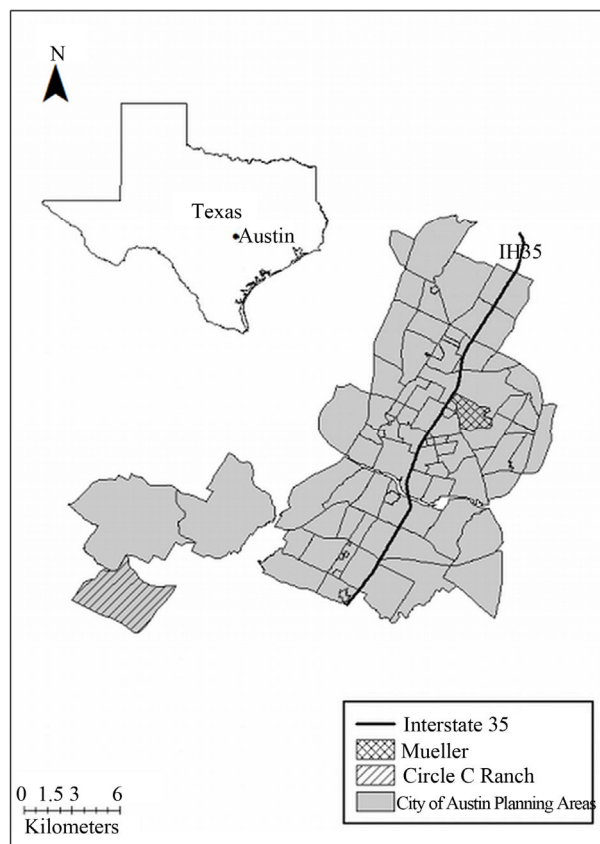 N
Texas
Austin
IH35
Interstate 35
Mueller
Circle C Ranch
City of Austin Planning Areas
0 1.5 3 6
Kilometers